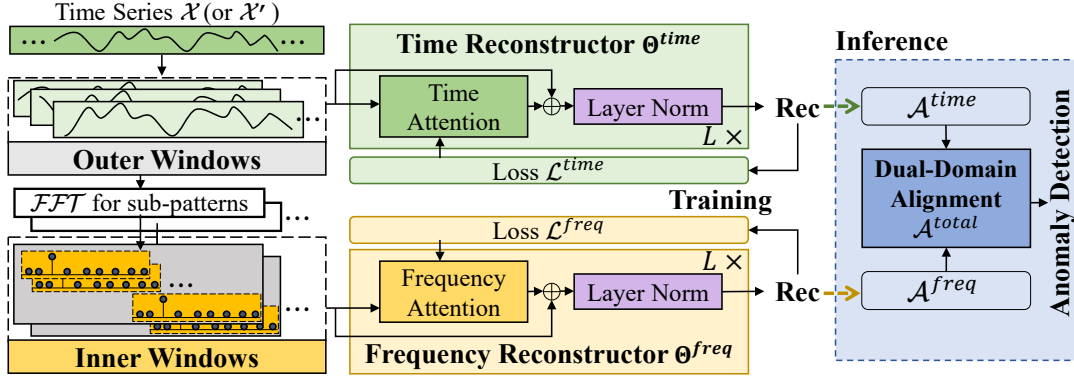 Time Series 𝒳 (or 𝒳′)
... ...
...
Outer Windows
ℱℱ𝒯 for sub-patterns
...
...
...
Inner Windows
Time Reconstructor Θ^time
Time
Attention
⊕
Layer Norm
L ×
Rec
Loss ℒ^time
Training
Loss ℒ^freq
L ×
Frequency
Attention
⊕
Layer Norm
Rec
Frequency Reconstructor Θ^freq
Inference
𝒜^time
Dual-Domain
Alignment
𝒜^total
𝒜^freq
Anomaly Detection